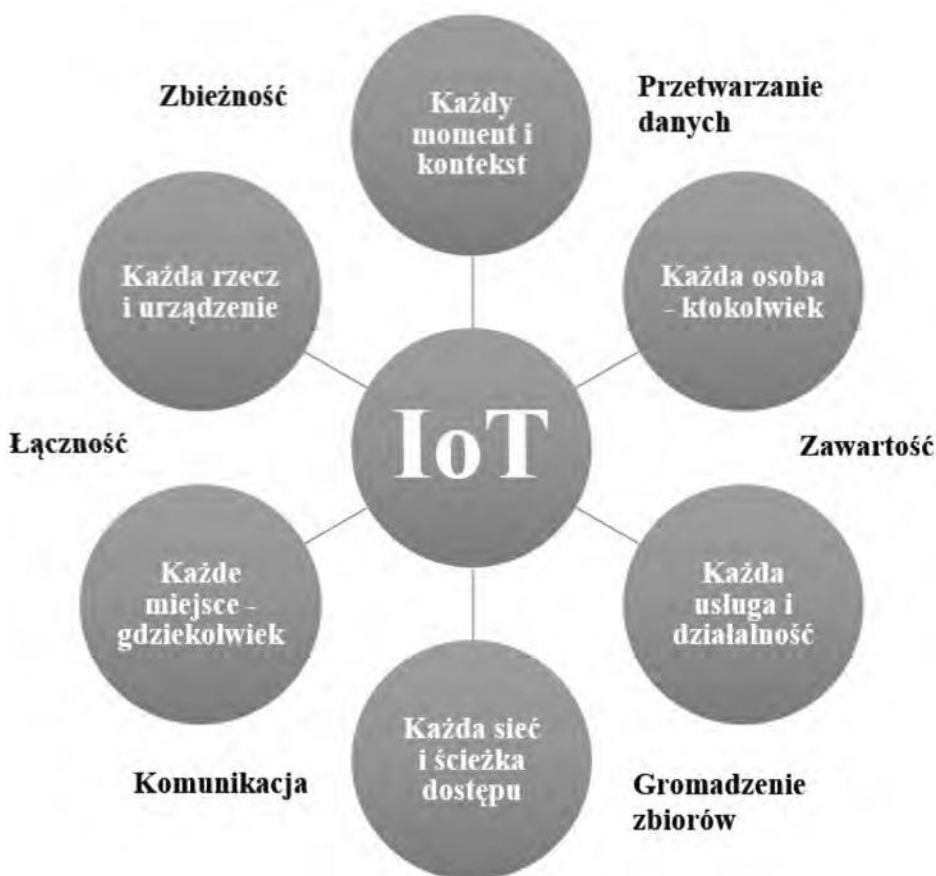 Zbieżność
Każdy
moment i
kontekst
Przetwarzanie
danych
Każda rzecz
i urządzenie
Każda osoba
- ktokolwiek
IoT
Łączność
Zawartość
Każde
miejsce -
gdziekolwiek
Każda
usługa i
działalność
Każda sieć
i ścieżka
dostępu
Komunikacja
Gromadzenie
zbiorów